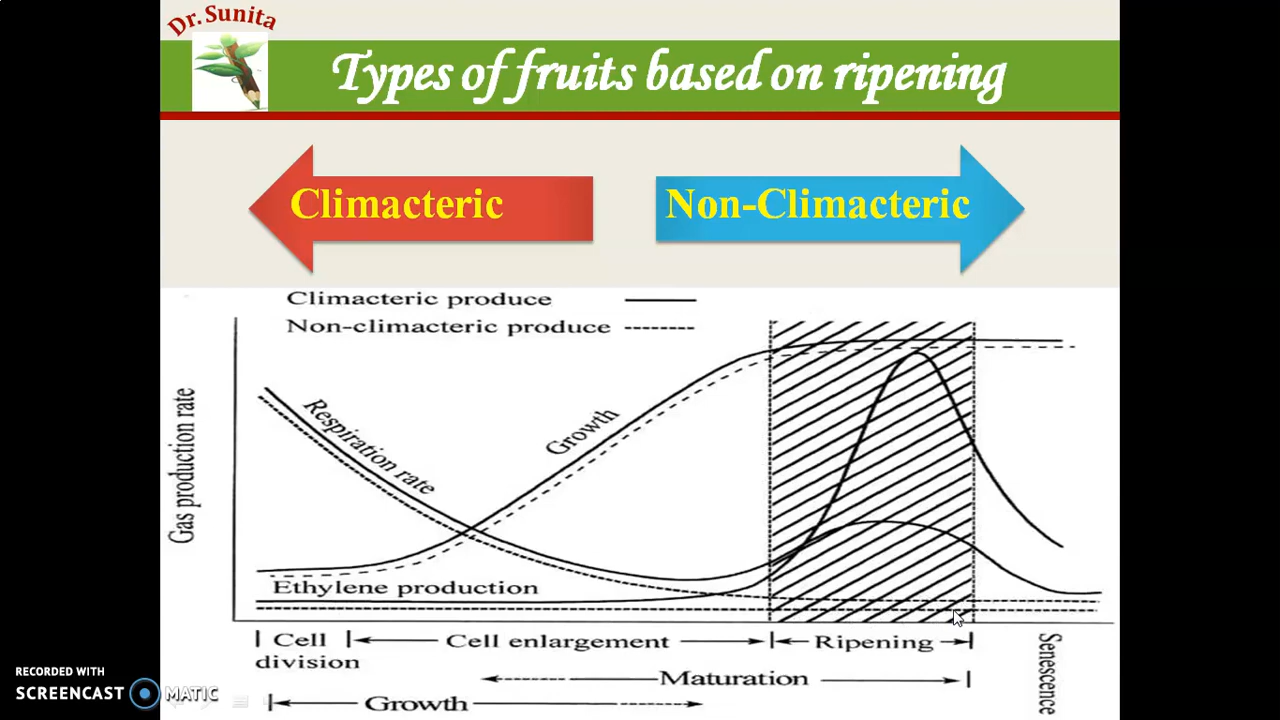 Dr. Sunita
Types of fruits based on ripening
Climacteric
Non-Climacteric
Climacteric produce
Non-climacteric produce
Gas production rate
Respiration rate
Growth
Ethylene production
Cell division
Cell enlargement
Ripening
Senescence
Maturation
Growth
RECORDED WITH
SCREENCAST MATIC